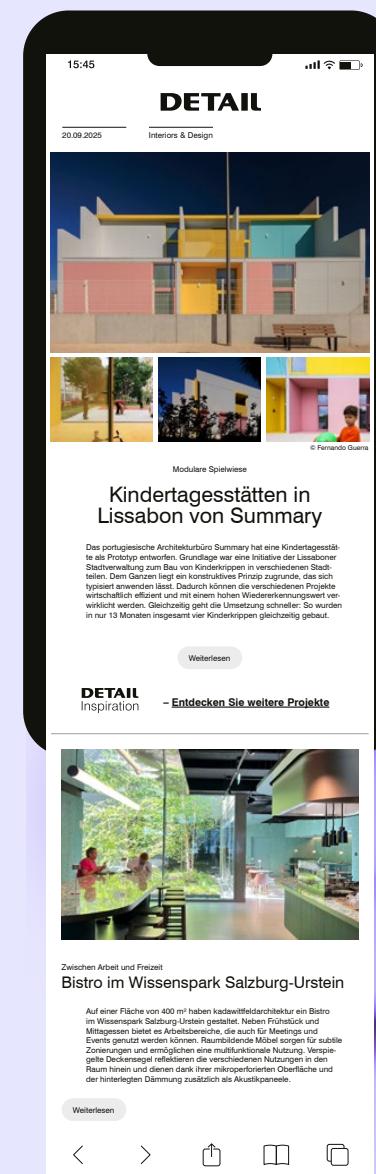 15:45
DETAIL
20.09.2025
Interiors & Design
© Fernando Guerra
Modulare Spielwiese
Kindertagesstätten in
Lissabon von Summary
Das portugiesische Architekturbüro Summary hat eine Kindertagesstät-
te als Prototyp entworfen. Grundlage war eine Initiative der Lissaboner
Stadtverwaltung zum Bau von Kinderkrippen in verschiedenen Stadt-
teilen. Dem Ganzen liegt ein konstruktives Prinzip zugrunde, das sich
typisiert anwenden lässt. Dadurch können die verschiedenen Projekte
wirtschaftlich effizient und mit einem hohen Wiedererkennungswert ver-
wirklicht werden. Gleichzeitig geht die Umsetzung schneller: So wurden
in nur 13 Monaten insgesamt vier Kinderkrippen gleichzeitig gebaut.
Weiterlesen
DETAIL
Inspiration
– Entdecken Sie weitere Projekte
Zwischen Arbeit und Freizeit
Bistro im Wissenspark Salzburg-Urstein
Auf einer Fläche von 400 m² haben kadawittfeldarchitektur ein Bistro
im Wissenspark Salzburg-Urstein gestaltet. Neben Frühstück und
Mittagessen bietet es Arbeitsbereiche, die auch für Meetings und
Events genutzt werden können. Raumbildende Möbel sorgen für subtile
Zonierungen und ermöglichen eine multifunktionale Nutzung. Verspie-
gelte Deckensegel reflektieren die verschiedenen Nutzungen in den
Raum hinein und dienen dank ihrer mikroperforierten Oberfläche und
der hinterlegten Dämmung zusätzlich als Akustikpaneele.
Weiterlesen